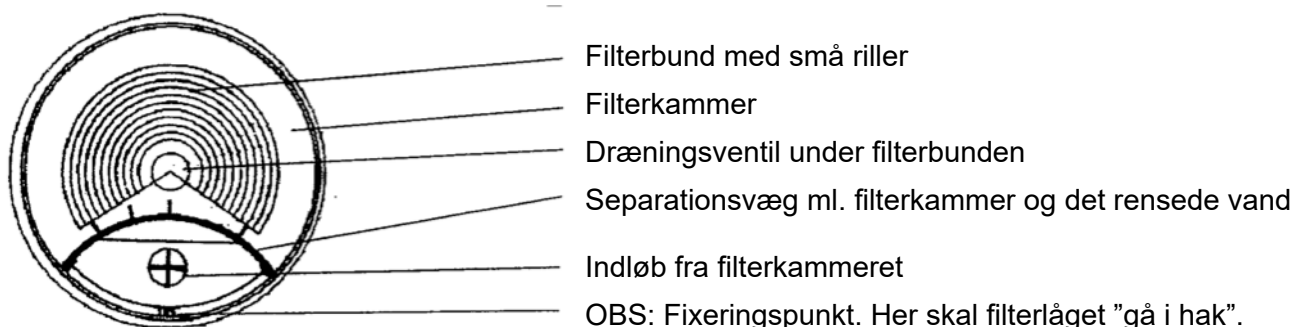 Filterbund med små riller
Filterkammer
Dræningsventil under filterbunden
Separationsvæg ml. filterkammer og det rensede vand
Indløb fra filterkammeret
OBS: Fixeringspunkt. Her skal filterlåget ”gå i hak”.